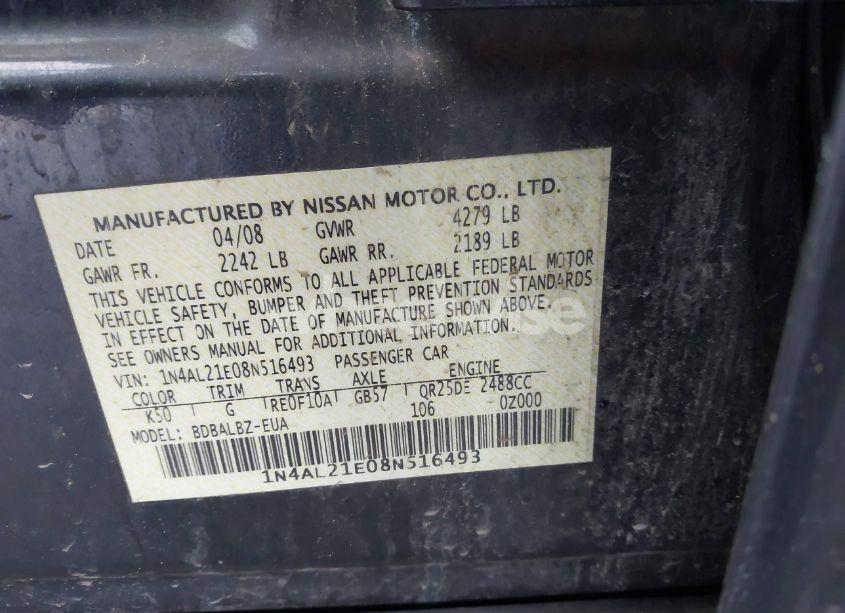 MANUFACTURED BY NISSAN MOTOR CO., LTD.
DATE 04/08 GVWR 4279 LB
GAWR FR. 2242 LB GAWR RR. 2189 LB
THIS VEHICLE CONFORMS TO ALL APPLICABLE FEDERAL MOTOR
VEHICLE SAFETY, BUMPER AND THEFT PREVENTION STANDARDS
IN EFFECT ON THE DATE OF MANUFACTURE SHOWN ABOVE.
SEE OWNERS MANUAL FOR ADDITIONAL INFORMATION.
VIN: 1N4AL21E08N516493 PASSENGER CAR
COLOR TRIM TRANS AXLE ENGINE
K50 G RE0F10A GB57 QR25DE 2488CC
MODEL: BDBALBZ-EUA 106 0Z000
1N4AL21E08N516493